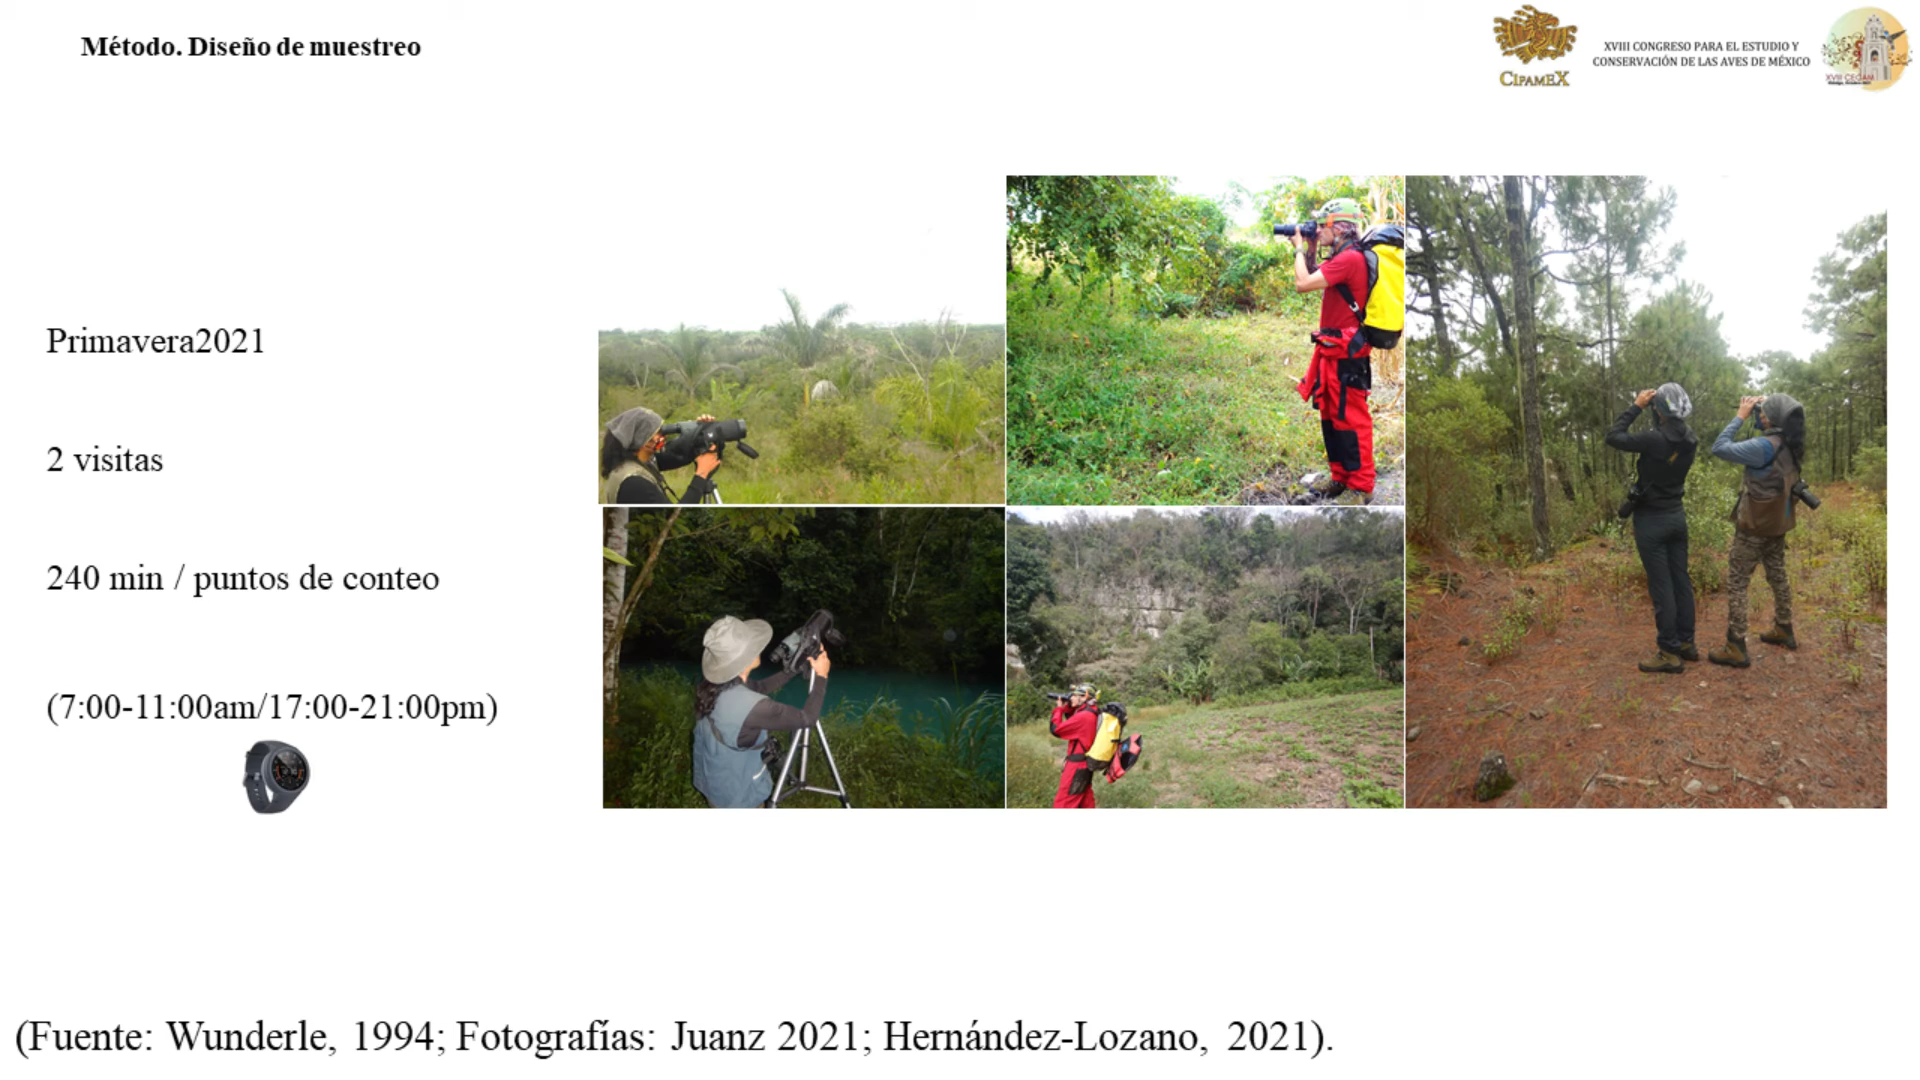 Método. Diseño de muestreo
CIPAMEX
XVIII CONGRESO PARA EL ESTUDIO Y
CONSERVACIÓN DE LAS AVES DE MÉXICO
XVIII CECAM
Primavera2021
2 visitas
240 min / puntos de conteo
(7:00-11:00am/17:00-21:00pm)
(Fuente: Wunderle, 1994; Fotografías: Juanz 2021; Hernández-Lozano, 2021).